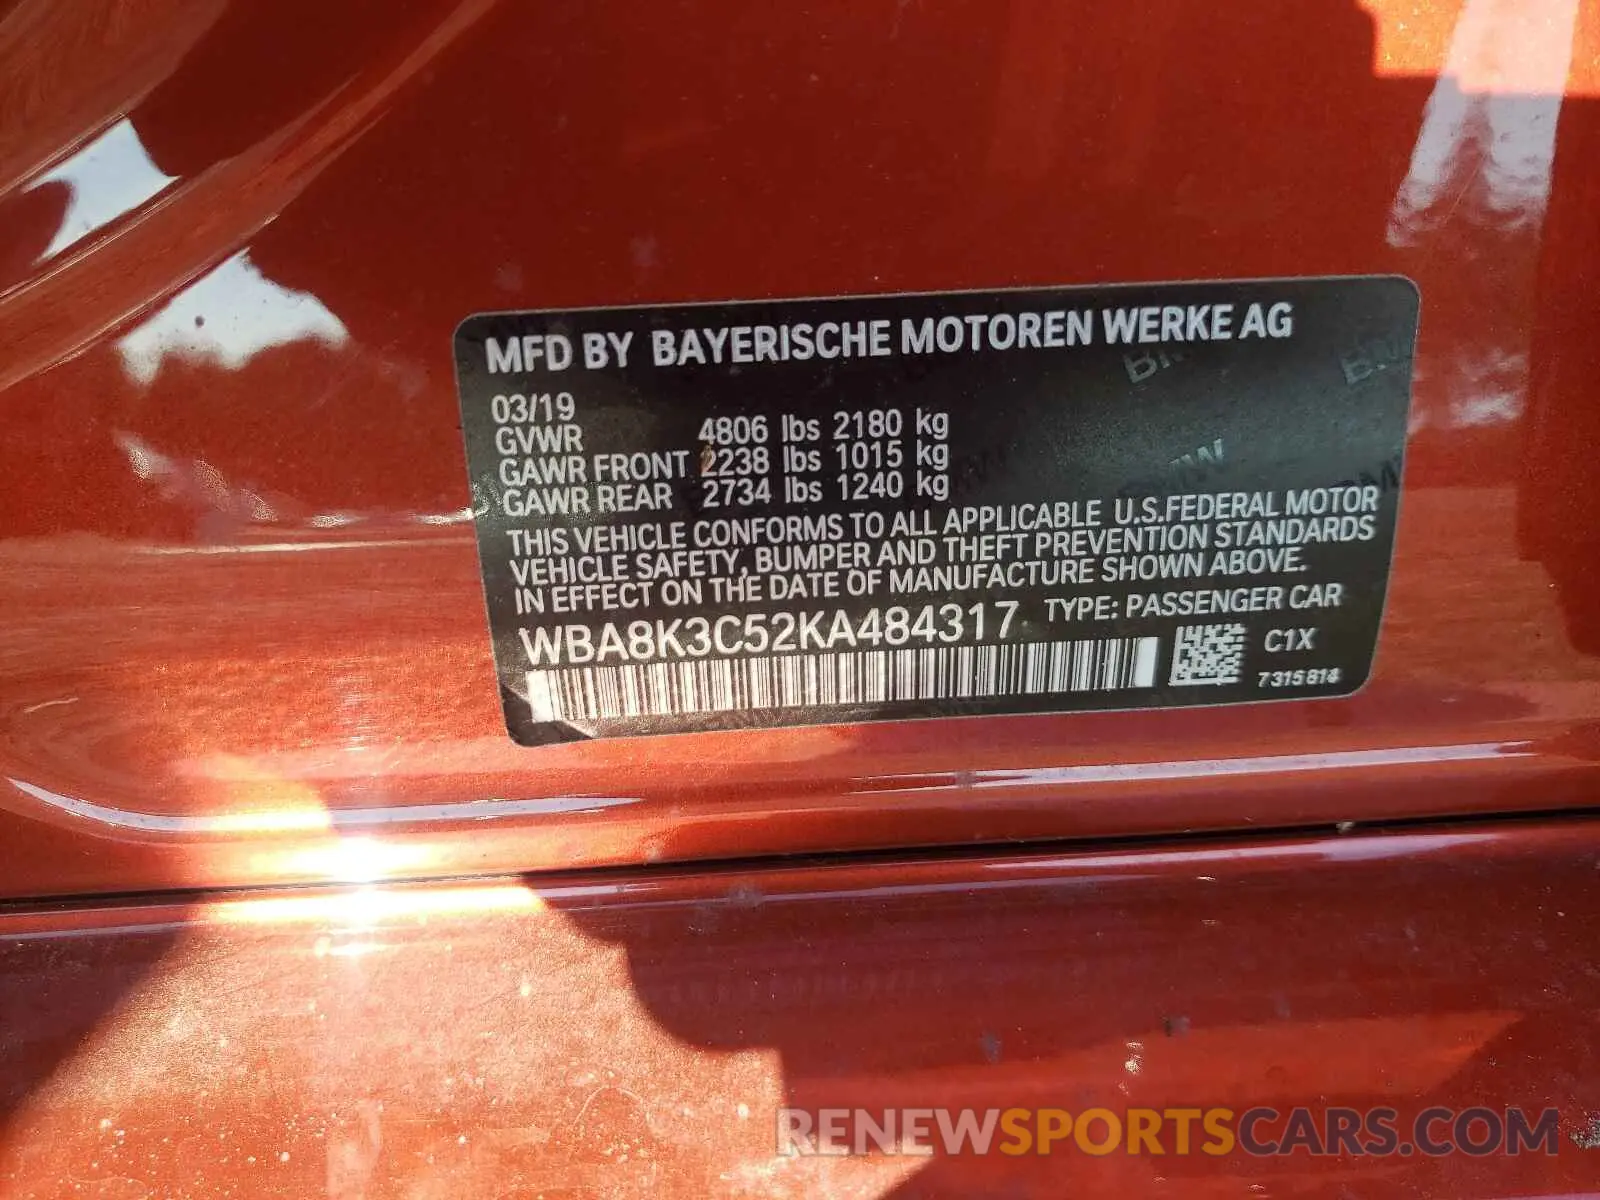 MFD BY BAYERISCHE MOTOREN WERKE AG
03/19
GVWR 4806 lbs 2180 kg
GAWR FRONT 2238 lbs 1015 kg
GAWR REAR 2734 lbs 1240 kg
THIS VEHICLE CONFORMS TO ALL APPLICABLE U.S.FEDERAL MOTOR
VEHICLE SAFETY, BUMPER AND THEFT PREVENTION STANDARDS
IN EFFECT ON THE DATE OF MANUFACTURE SHOWN ABOVE.
WBA8K3C52KA484317 TYPE: PASSENGER CAR
C1X
7315814
RENEWSPORTSCARS.COM